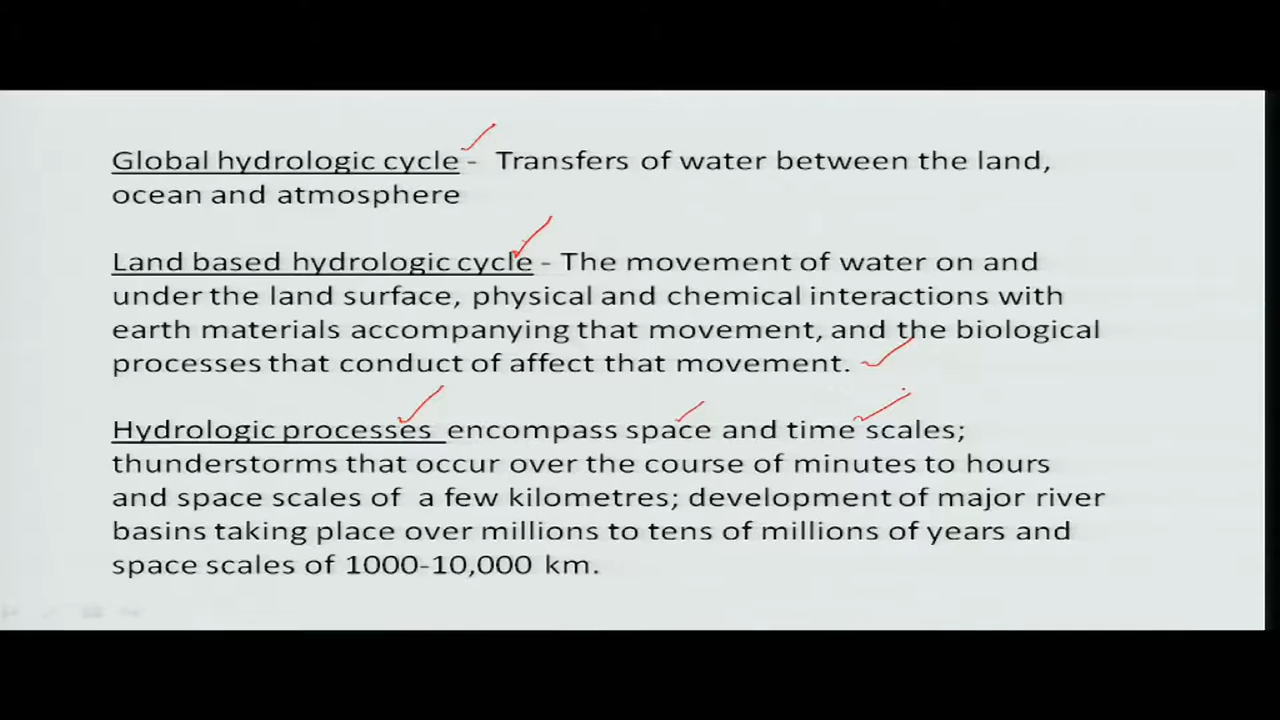 Global hydrologic cycle - Transfers of water between the land,
ocean and atmosphere
Land based hydrologic cycle - The movement of water on and
under the land surface, physical and chemical interactions with
earth materials accompanying that movement, and the biological
processes that conduct of affect that movement.
Hydrologic processes encompass space and time scales;
thunderstorms that occur over the course of minutes to hours
and space scales of a few kilometres; development of major river
basins taking place over millions to tens of millions of years and
space scales of 1000-10,000 km.